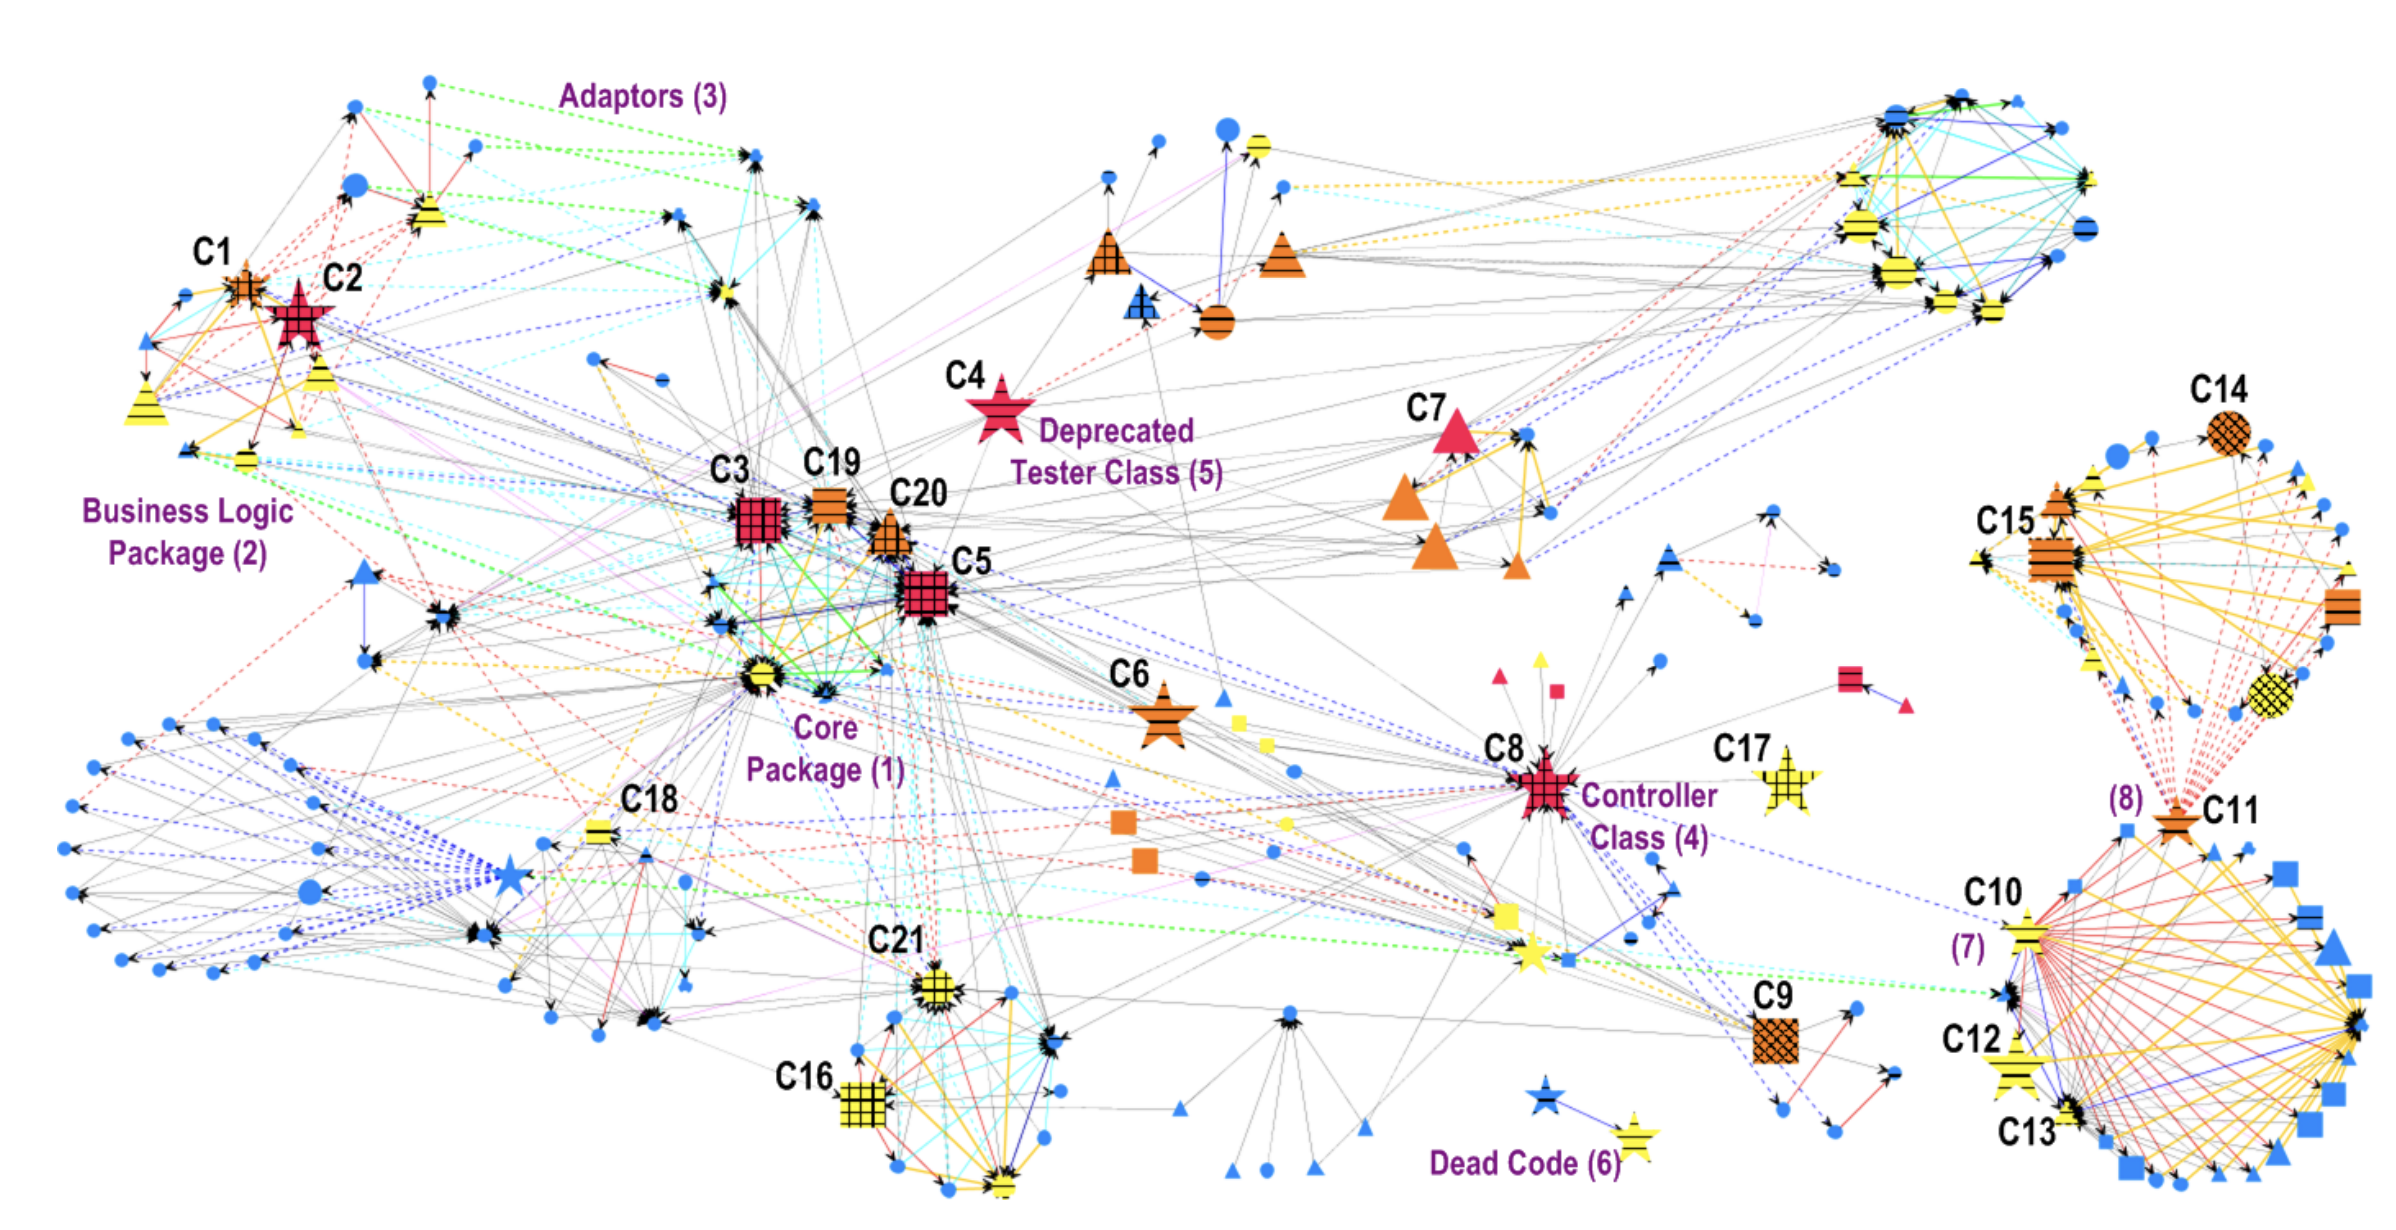 Adaptors (3)
C1
C2
C4
Deprecated
Tester Class (5)
C7
C14
C3
C19
C20
C5
C15
Business Logic
Package (2)
C6
Core
Package (1)
C8
Controller
Class (4)
C17
C18
(8)
C11
C10
(7)
C21
C9
C12
C13
C16
Dead Code (6)